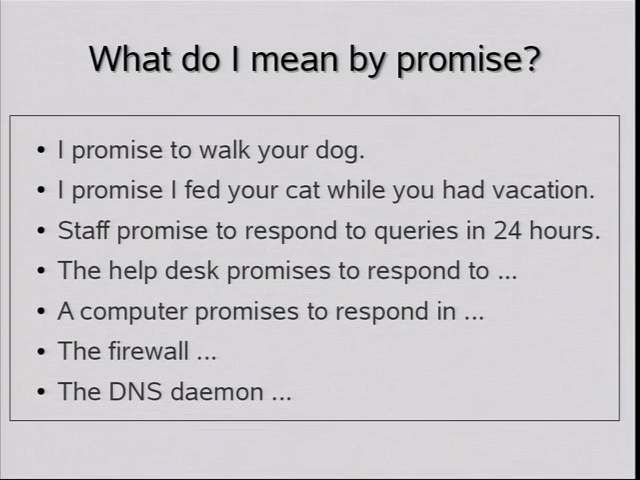 What do I mean by promise?
• I promise to walk your dog.
• I promise I fed your cat while you had vacation.
• Staff promise to respond to queries in 24 hours.
• The help desk promises to respond to ...
• A computer promises to respond in ...
• The firewall ...
• The DNS daemon ...